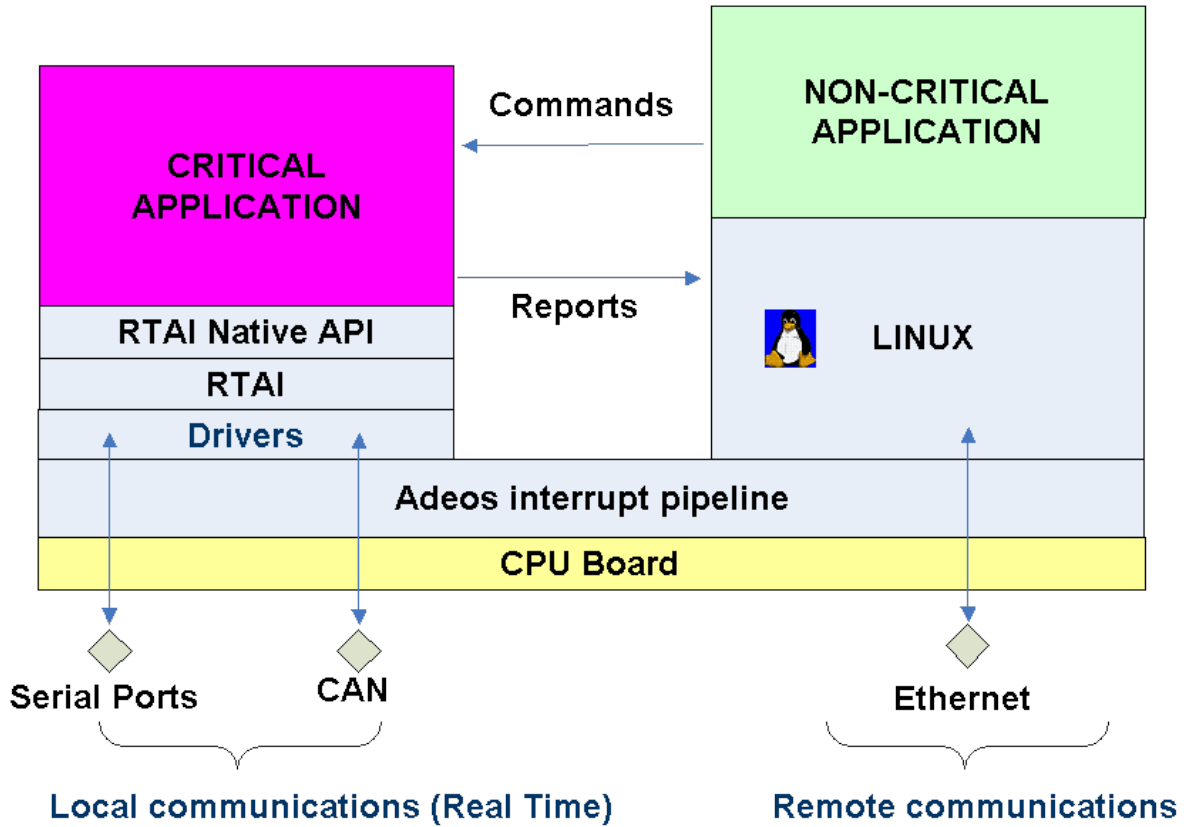 NON-CRITICAL
APPLICATION
Commands
CRITICAL
APPLICATION
Reports
RTAI Native API
LINUX
RTAI
Drivers
Adeos interrupt pipeline
CPU Board
Serial Ports
CAN
Ethernet
Local communications (Real Time)
Remote communications